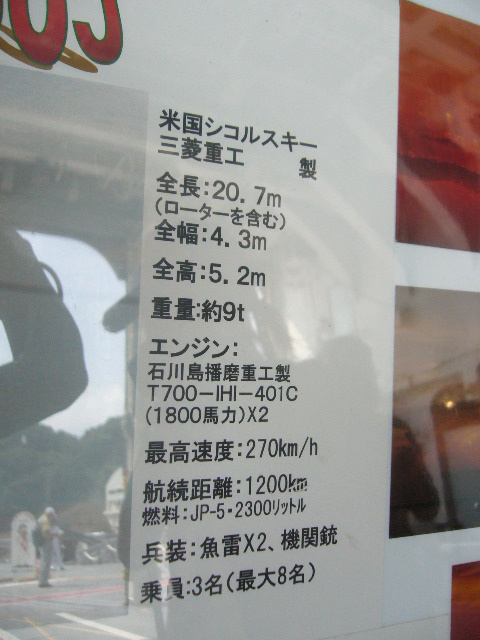 米国シコルスキー
三菱重工　　製
全長:20.7m
(ローターを含む)
全幅:4.3m
全高:5.2m
重量:約9t
エンジン:
石川島播磨重工製
T700-IHI-401C
(1800馬力)X2
最高速度:270km/h
航続距離:1200km
燃料:JP-5・2300リットル
兵装:魚雷X2、機関銃
乗員:3名(最大8名)